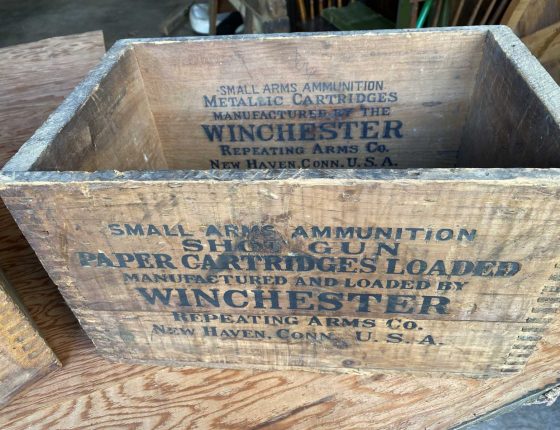 SMALL ARMS AMMUNITION
METALLIC CARTRIDGES
MANUFACTURED BY THE
WINCHESTER
REPEATING ARMS CO.
NEW HAVEN, CONN., U.S.A.
SMALL ARMS AMMUNITION
SHOT GUN
PAPER CARTRIDGES LOADED
MANUFACTURED AND LOADED BY
WINCHESTER
REPEATING ARMS CO.
NEW HAVEN, CONN., U.S.A.